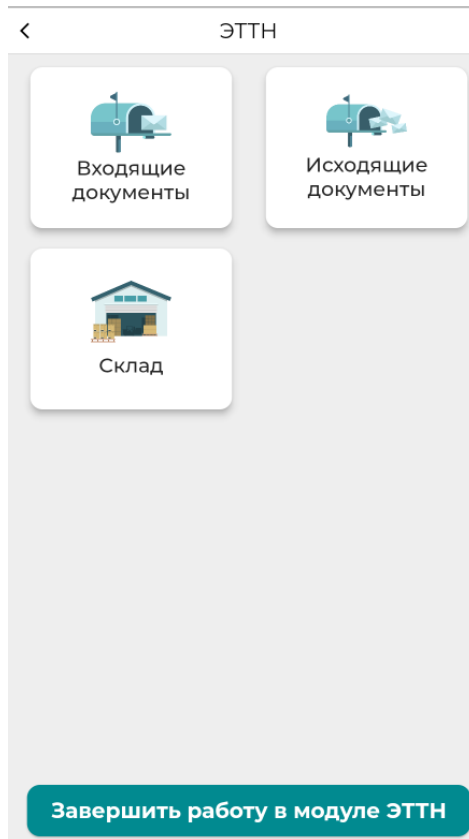 ЭТТН
Входящие
документы
Исходящие
документы
Склад
Завершить работу в модуле ЭТТН